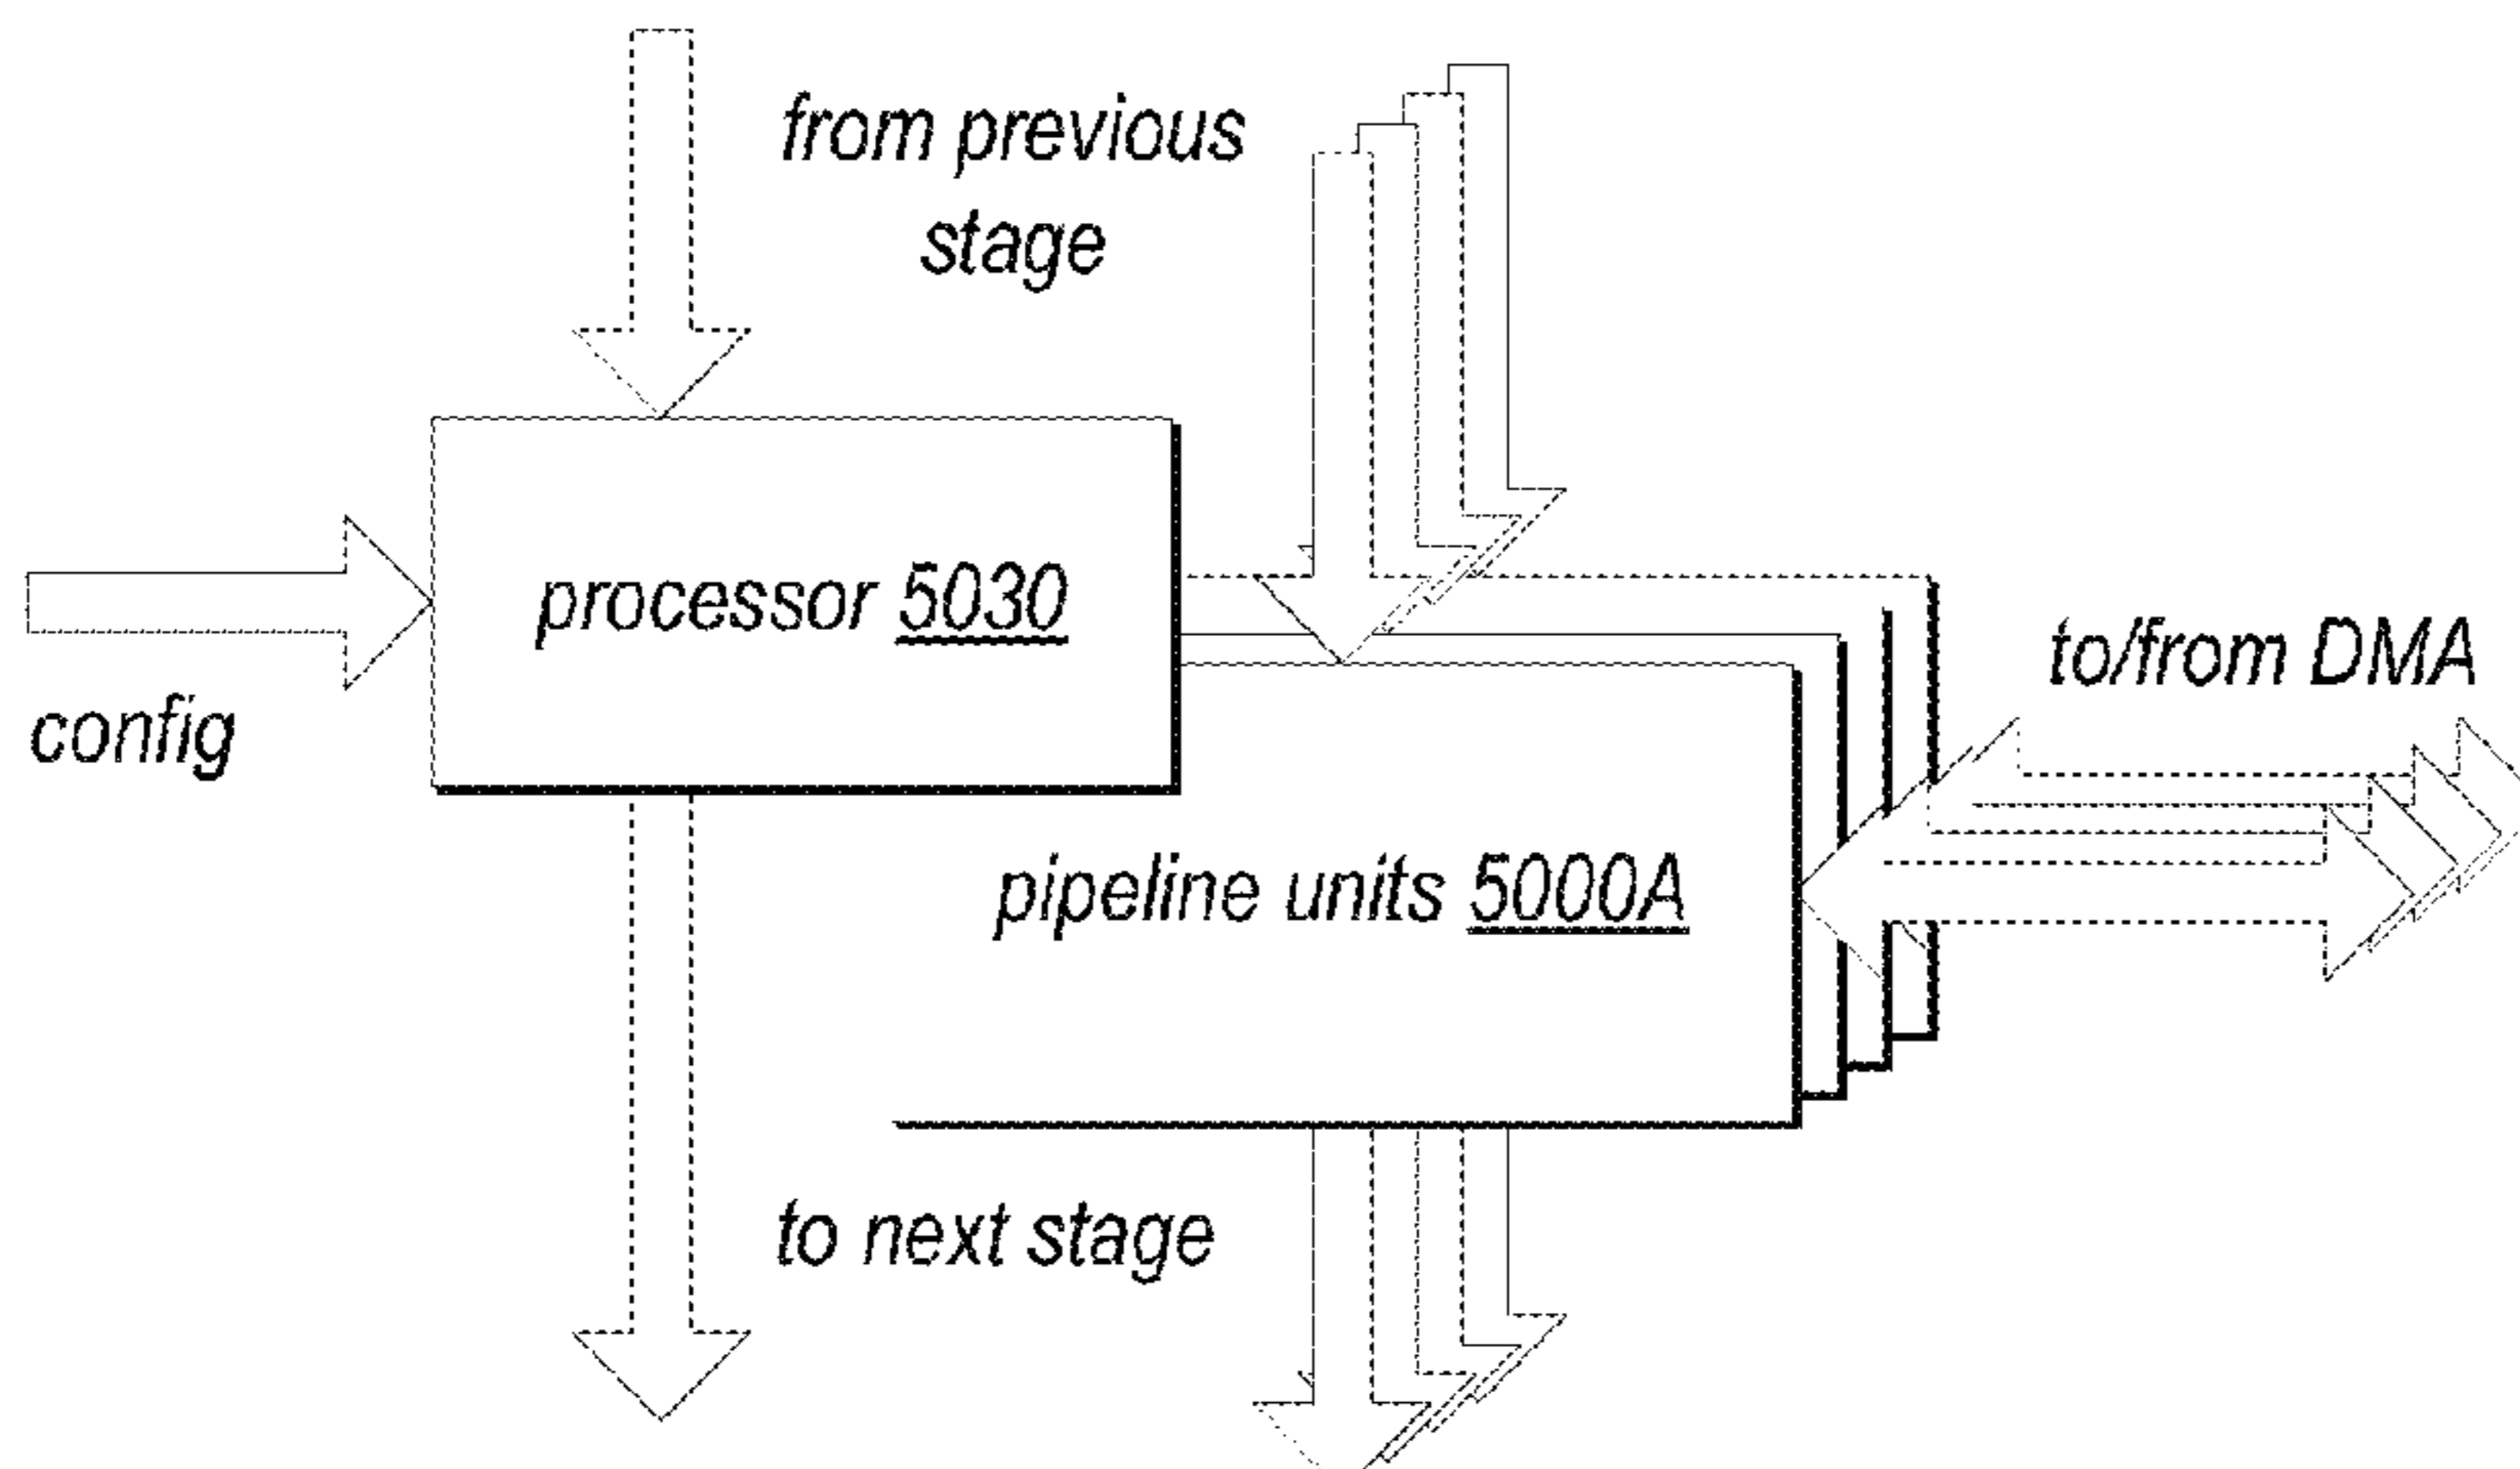 from previous
stage
processor 5030
config
to/from DMA
pipeline units 5000A
to next stage